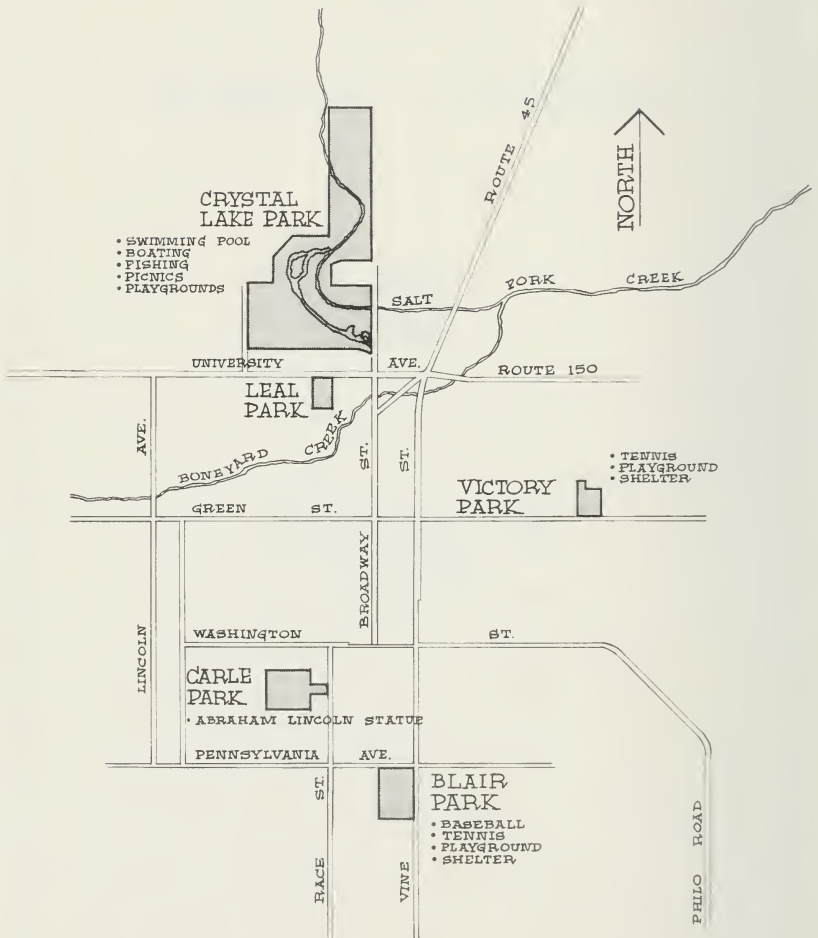 ROUTE 45
NORTH
CRYSTAL
LAKE PARK
• SWIMMING POOL
• BOATING
• FISHING
• PICNICS
• PLAYGROUNDS
SALT FORK CREEK
UNIVERSITY AVE.
ROUTE 150
LEAL
PARK
BONEYARD CREEK
LINCOLN AVE.
BROADWAY ST.
VINE ST.
VICTORY
PARK
• TENNIS
• PLAYGROUND
• SHELTER
GREEN ST.
WASHINGTON ST.
CARLE
PARK
• ABRAHAM LINCOLN STATUE
PENNSYLVANIA AVE.
RACE ST.
BLAIR
PARK
• BASEBALL
• TENNIS
• PLAYGROUND
• SHELTER
PHILO ROAD